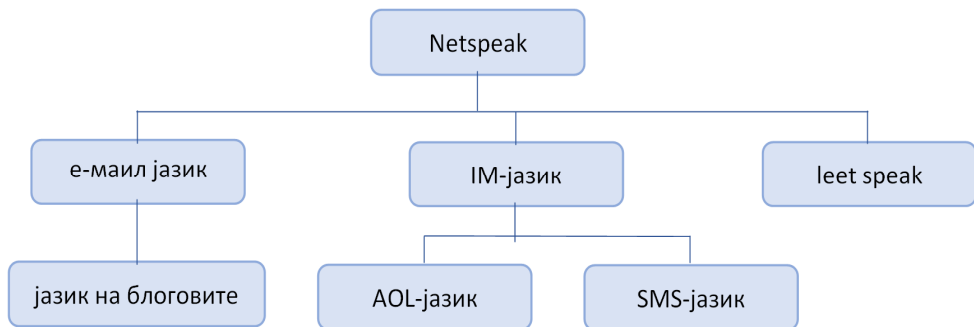 Netspeak
е-маил јазик
IM-јазик
leet speak
јазик на блоговите
AOL-јазик
SMS-јазик